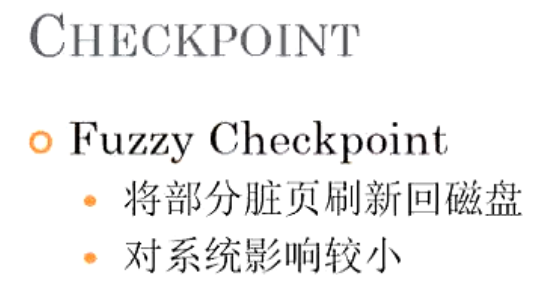 CHECKPOINT
Fuzzy Checkpoint
将部分脏页刷新回磁盘
对系统影响较小